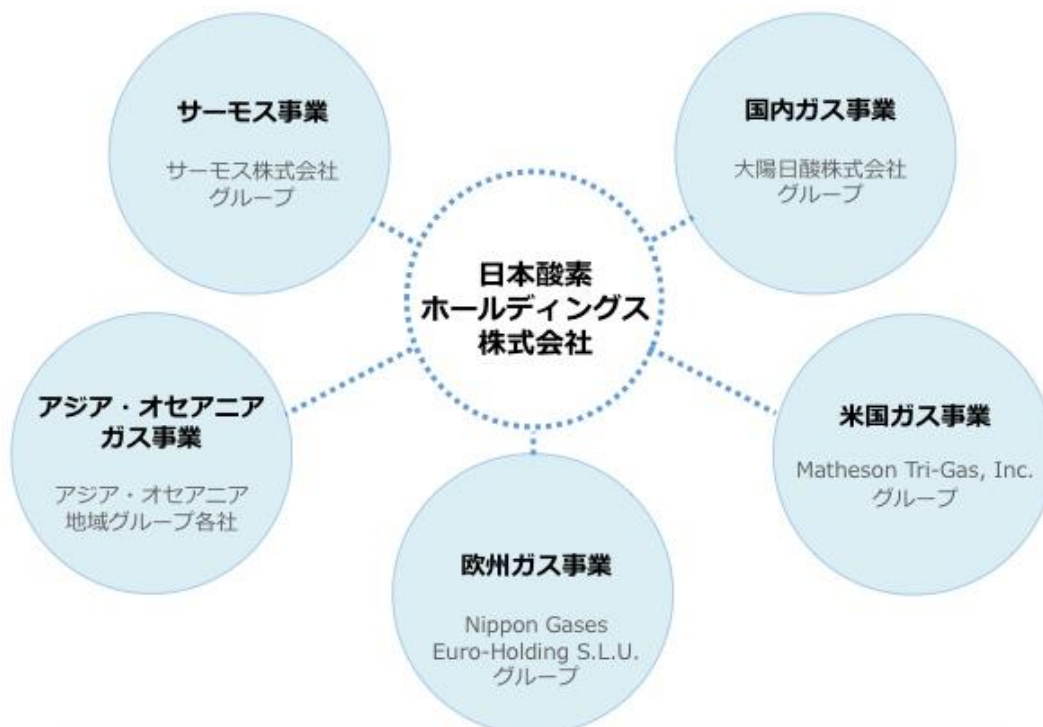 サーモス事業
サーモス株式会社
グループ
国内ガス事業
大陽日酸株式会社
グループ
日本酸素
ホールディングス
株式会社
アジア・オセアニア
ガス事業
アジア・オセアニア
地域グループ各社
米国ガス事業
Matheson Tri-Gas, Inc.
グループ
欧州ガス事業
Nippon Gases
Euro-Holding S.L.U.
グループ